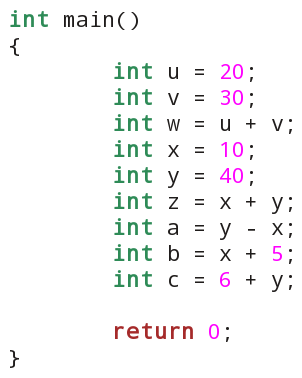 int main()
{
        int u = 20;
        int v = 30;
        int w = u + v;
        int x = 10;
        int y = 40;
        int z = x + y;
        int a = y - x;
        int b = x + 5;
        int c = 6 + y;

        return 0;
}